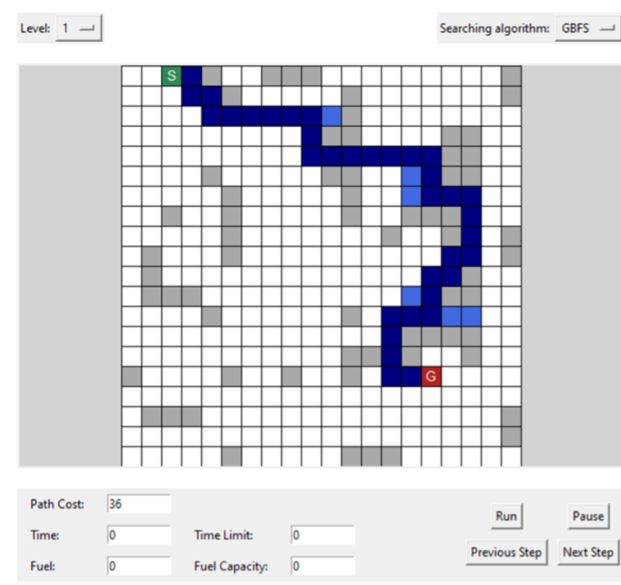 Level: 1 Searching algorithm: GBFS
S
G
Path Cost: 36
Run Pause
Time: 0 Time Limit: 0
Previous Step Next Step
Fuel: 0 Fuel Capacity: 0